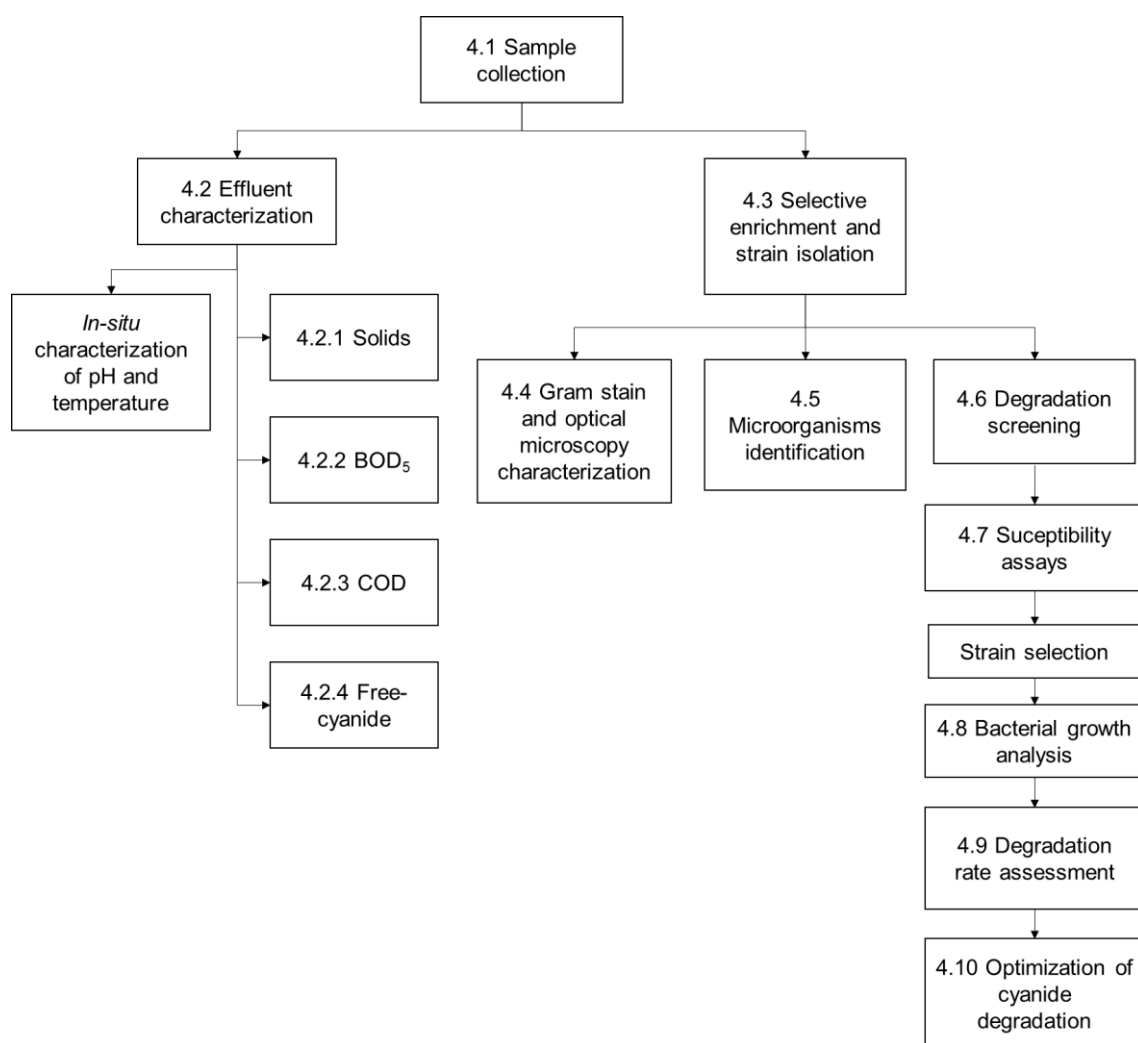 4.1 Sample
collection
4.2 Effluent
characterization
4.3 Selective
enrichment and
strain isolation
In-situ
characterization
of pH and
temperature
4.2.1 Solids
4.2.2 BOD₅
4.2.3 COD
4.2.4 Free-
cyanide
4.4 Gram stain
and optical
microscopy
characterization
4.5
Microorganisms
identification
4.6 Degradation
screening
4.7 Suceptibility
assays
Strain selection
4.8 Bacterial growth
analysis
4.9 Degradation
rate assessment
4.10 Optimization of
cyanide
degradation